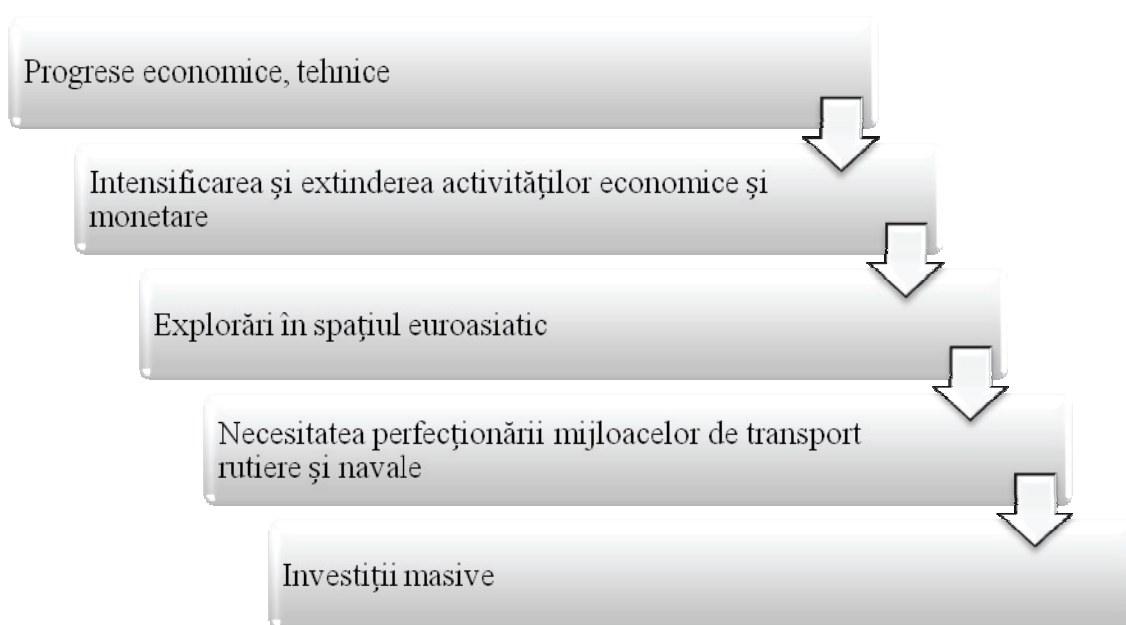 Progrese economice, tehnice
Intensificarea și extinderea activităților economice și
monetare
Explorări în spațiul euroasiatic
Necesitatea perfecționării mijloacelor de transport
rutiere și navale
Investiții masive